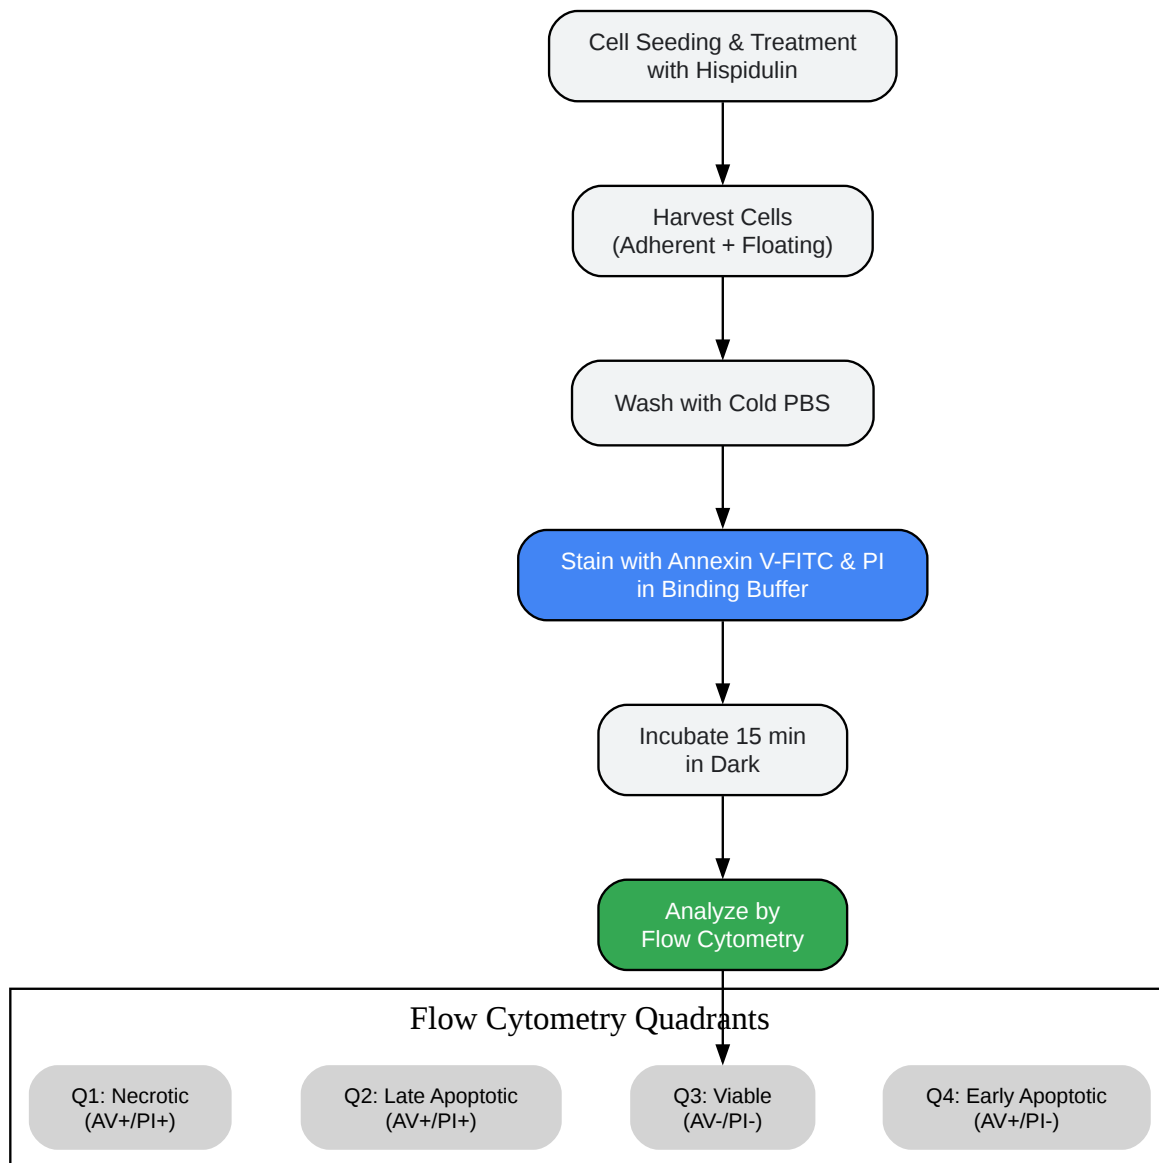 Cell Seeding & Treatment
with Hispidulin
Harvest Cells
(Adherent + Floating)
Wash with Cold PBS
Stain with Annexin V-FITC & PI
in Binding Buffer
Incubate 15 min
in Dark
Analyze by
Flow Cytometry
Flow Cytometry Quadrants
Q1: Necrotic
(AV+/PI+)
Q2: Late Apoptotic
(AV+/PI+)
Q3: Viable
(AV-/PI-)
Q4: Early Apoptotic
(AV+/PI-)